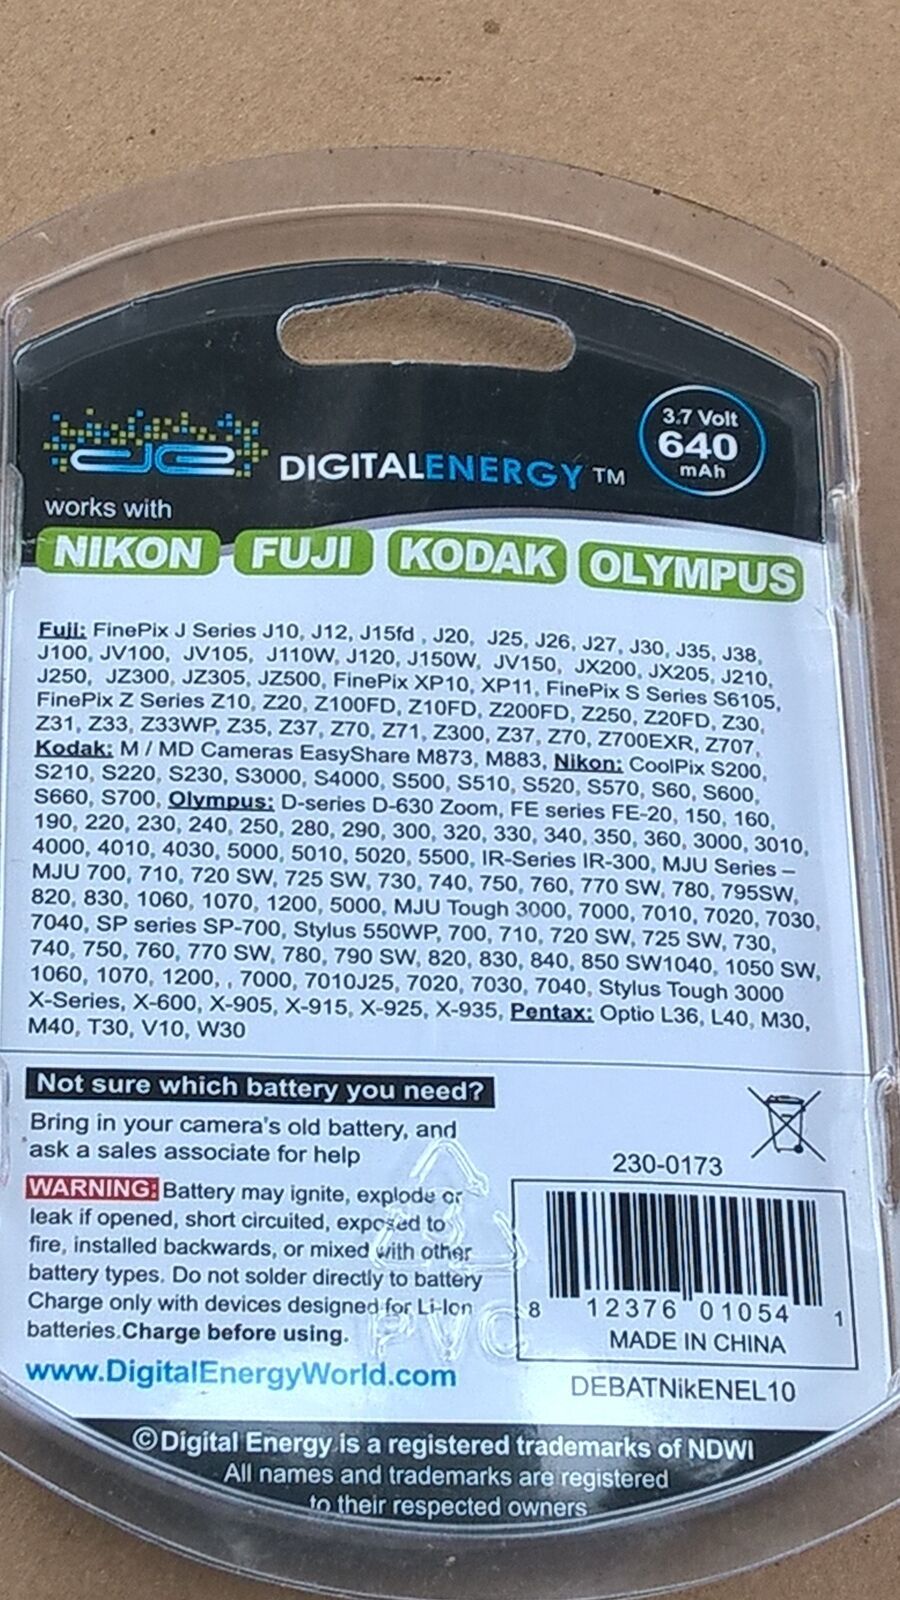 3.7 Volt
640
mAh
de
DIGITALENERGY ™
works with
NIKON FUJI KODAK OLYMPUS
Fuji: FinePix J Series J10, J12, J15fd , J20, J25, J26, J27, J30, J35, J38,
J100, JV100, JV105, J110W, J120, J150W, JV150, JX200, JX205, J210,
J250, JZ300, JZ305, JZ500, FinePix XP10, XP11, FinePix S Series S6105,
FinePix Z Series Z10, Z20, Z100FD, Z10FD, Z200FD, Z250, Z20FD, Z30,
Z31, Z33, Z33WP, Z35, Z37, Z70, Z71, Z300, Z37, Z70, Z700EXR, Z707,
Kodak: M / MD Cameras EasyShare M873, M883, Nikon: CoolPix S200,
S210, S220, S230, S3000, S4000, S500, S510, S520, S570, S60, S600,
S660, S700, Olympus: D-series D-630 Zoom, FE series FE-20, 150, 160,
190, 220, 230, 240, 250, 280, 290, 300, 320, 330, 340, 350, 360, 3000, 3010,
4000, 4010, 4030, 5000, 5010, 5020, 5500, IR-Series IR-300, MJU Series –
MJU 700, 710, 720 SW, 725 SW, 730, 740, 750, 760, 770 SW, 780, 795SW,
820, 830, 1060, 1070, 1200, 5000, MJU Tough 3000, 7000, 7010, 7020, 7030,
7040, SP series SP-700, Stylus 550WP, 700, 710, 720 SW, 725 SW, 730,
740, 750, 760, 770 SW, 780, 790 SW, 820, 830, 840, 850 SW1040, 1050 SW,
1060, 1070, 1200, , 7000, 7010J25, 7020, 7030, 7040, Stylus Tough 3000
X-Series, X-600, X-905, X-915, X-925, X-935, Pentax: Optio L36, L40, M30,
M40, T30, V10, W30
Not sure which battery you need?
Bring in your camera's old battery, and
ask a sales associate for help
WARNING: Battery may ignite, explode or
leak if opened, short circuited, exposed to
fire, installed backwards, or mixed with other
battery types. Do not solder directly to battery
Charge only with devices designed for Li-Ion
batteries.Charge before using.
www.DigitalEnergyWorld.com
3
PVC
230-0173
8 12376 01054 1
MADE IN CHINA
DEBATNikENEL10
©Digital Energy is a registered trademarks of NDWI
All names and trademarks are registered
to their respected owners